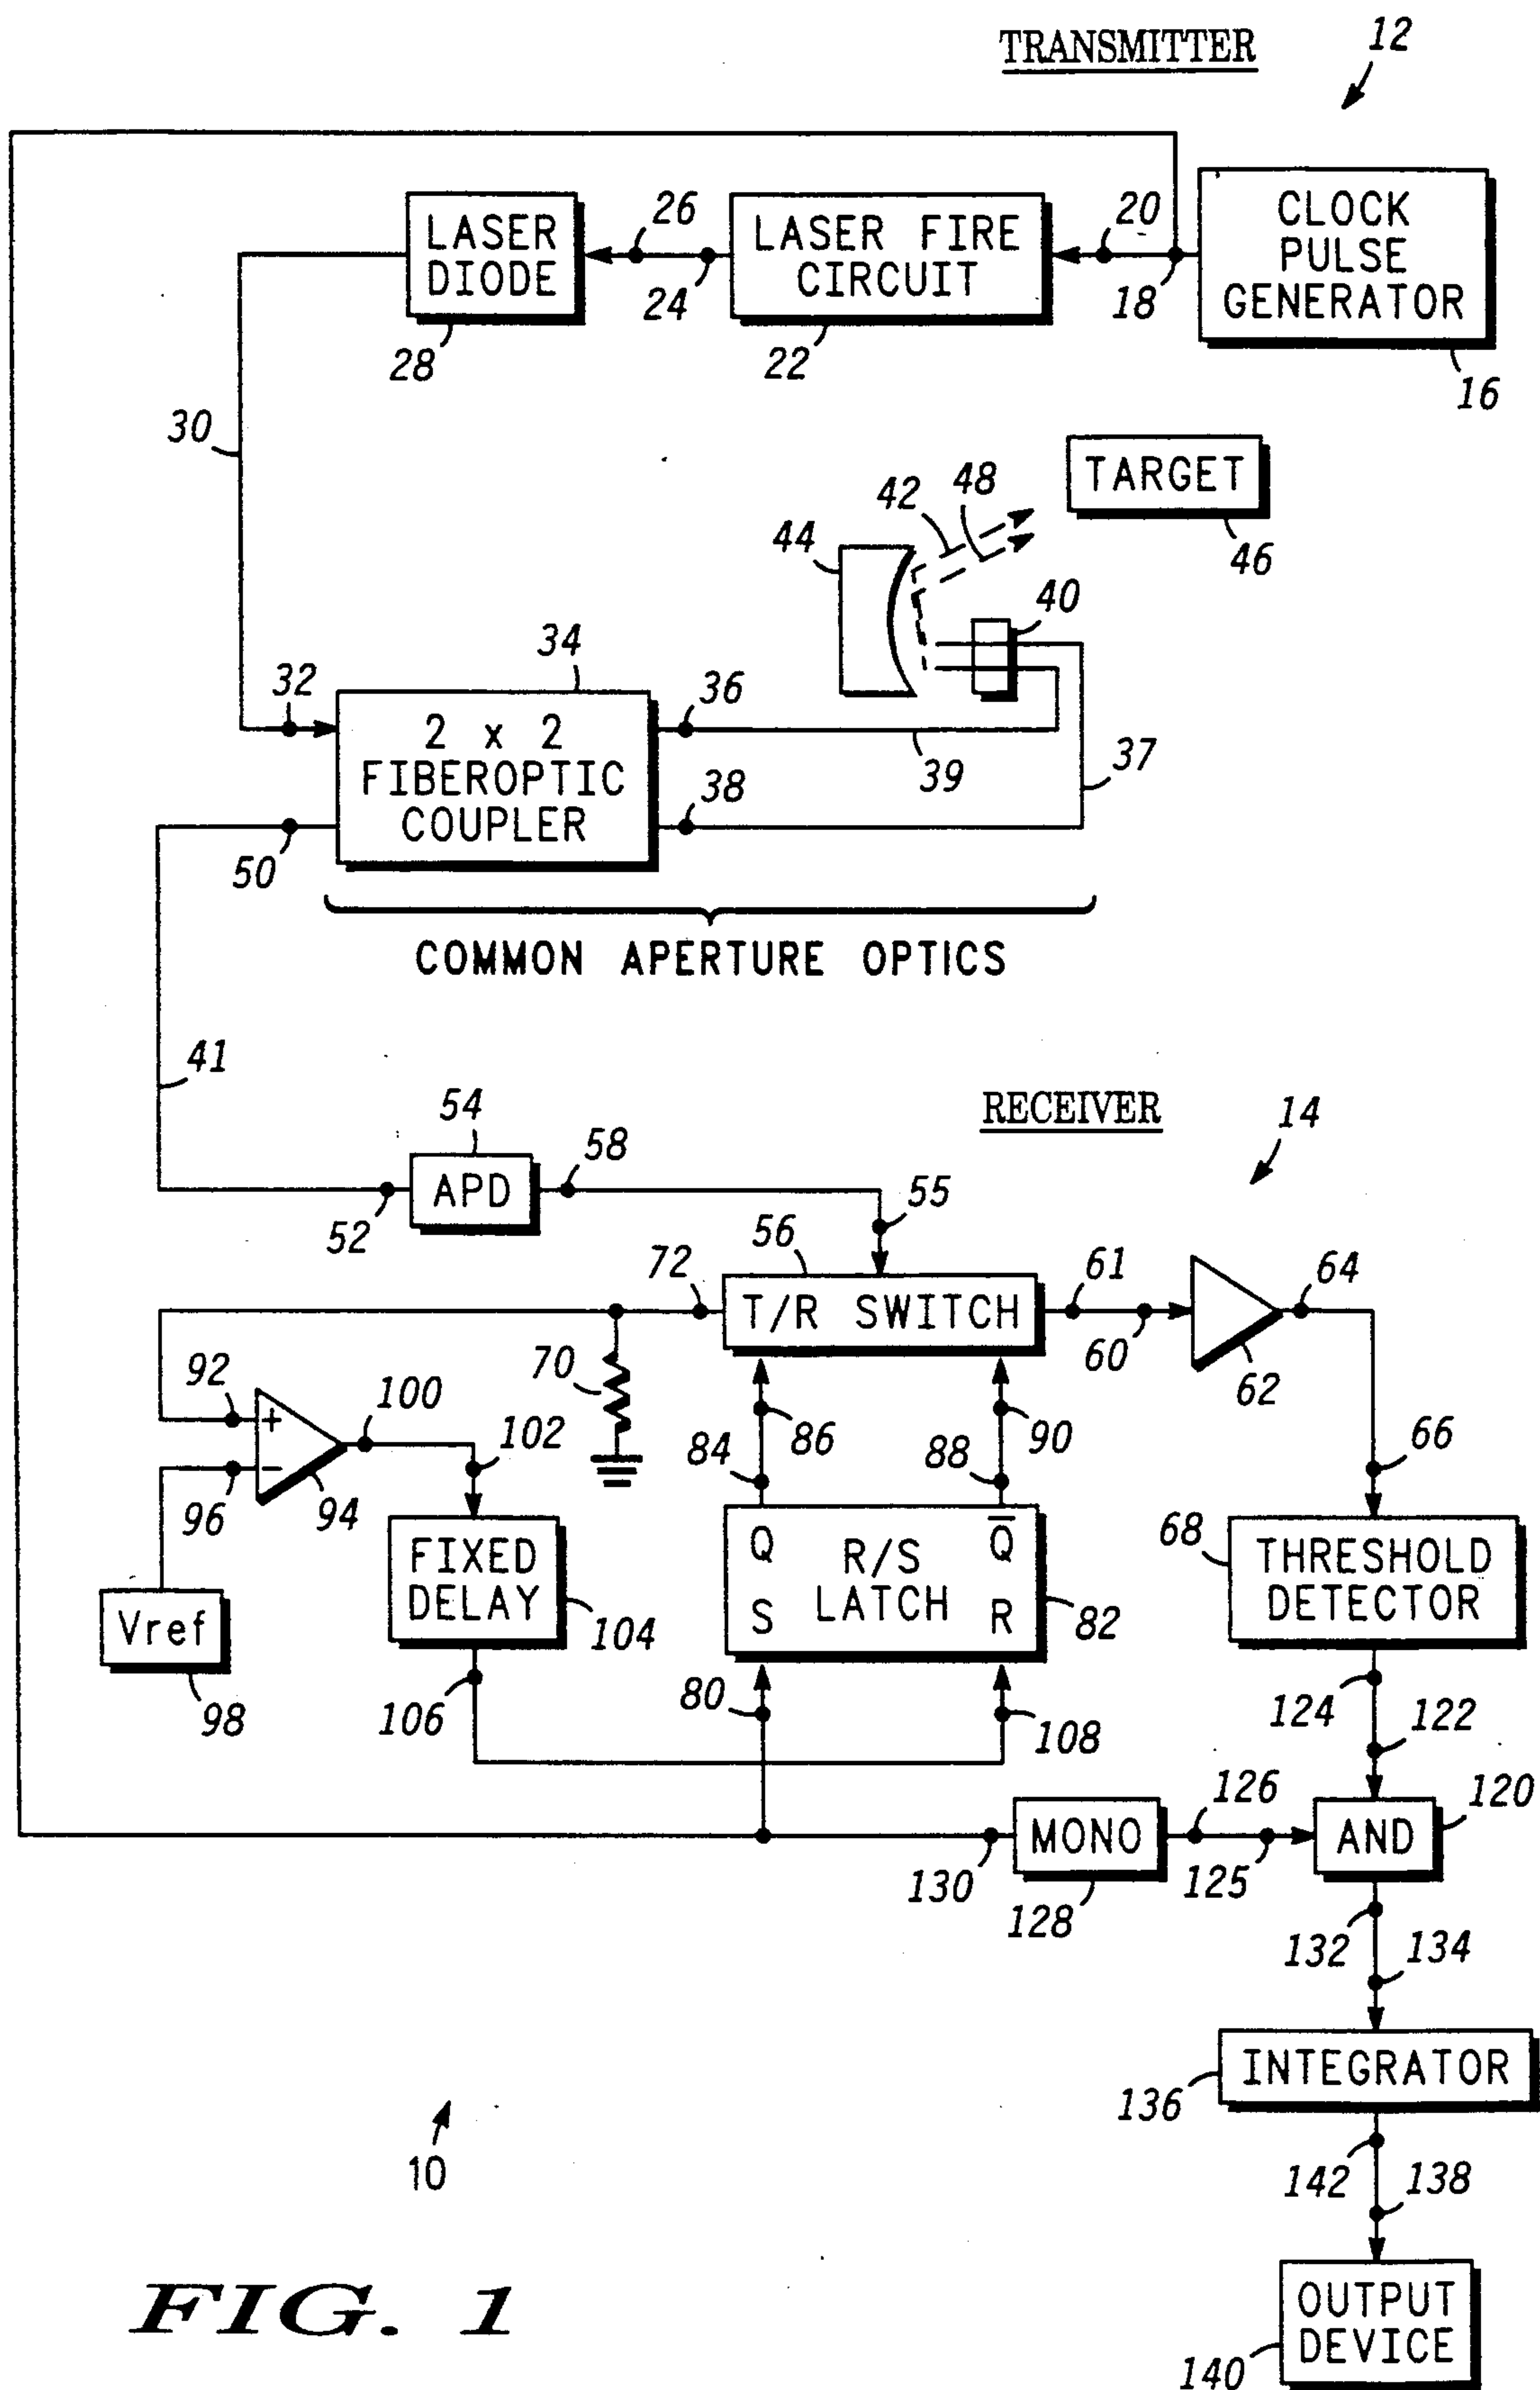 TRANSMITTER
12
LASER DIODE
26
24
LASER FIRE CIRCUIT
20
18
CLOCK PULSE GENERATOR
28
22
16
30
TARGET
46
42
48
44
40
34
32
36
2 x 2 FIBEROPTIC COUPLER
39
37
38
50
COMMON APERTURE OPTICS
41
RECEIVER
14
54
APD
58
52
55
56
72
T/R SWITCH
61
60
62
64
70
92
+
100
102
−
96
94
84
86
88
90
66
Vref
98
FIXED DELAY
104
106
Q
R/S LATCH
Q̅
S
R
82
68
THRESHOLD DETECTOR
80
108
124
122
130
MONO
128
126
125
AND
120
132
134
INTEGRATOR
136
142
138
OUTPUT DEVICE
140
10
FIG. 1